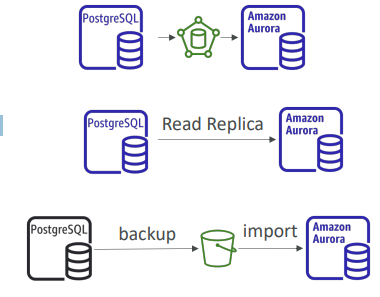 PostgreSQL
Amazon
Aurora
PostgreSQL
Read Replica
Amazon
Aurora
PostgreSQL
backup
import
Amazon
Aurora